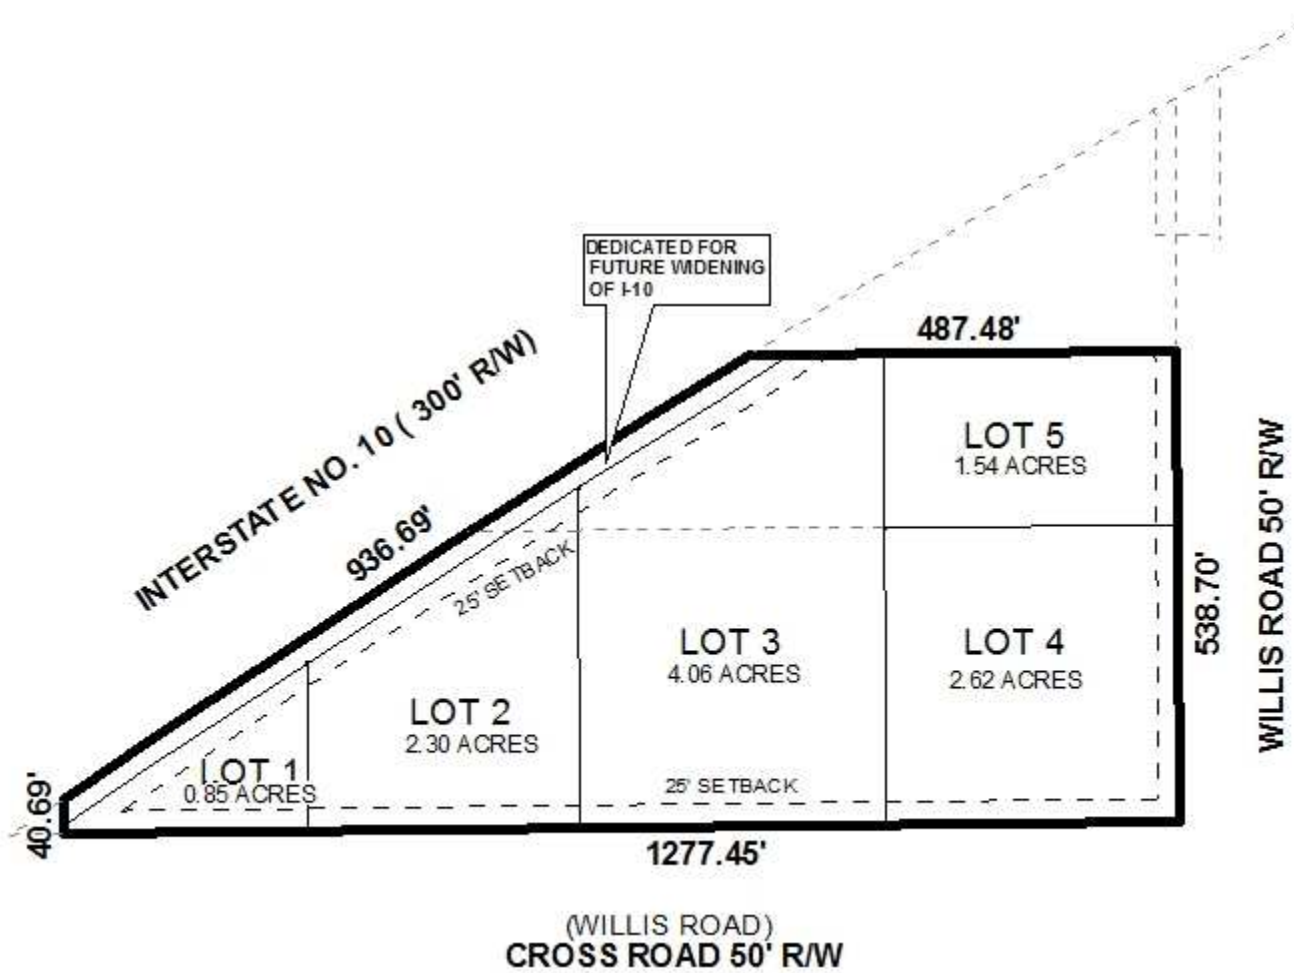 DEDICATED FOR
FUTURE WIDENING
OF I-10
487.48'
INTERSTATE NO. 10 ( 300' R/W)
936.69'
25' SETBACK
LOT 5
1.54 ACRES
WILLIS ROAD 50' R/W
538.70'
LOT 3
4.06 ACRES
LOT 4
2.62 ACRES
LOT 2
2.30 ACRES
LOT 1
0.85 ACRES
25' SETBACK
40.69'
1277.45'
(WILLIS ROAD)
CROSS ROAD 50' R/W